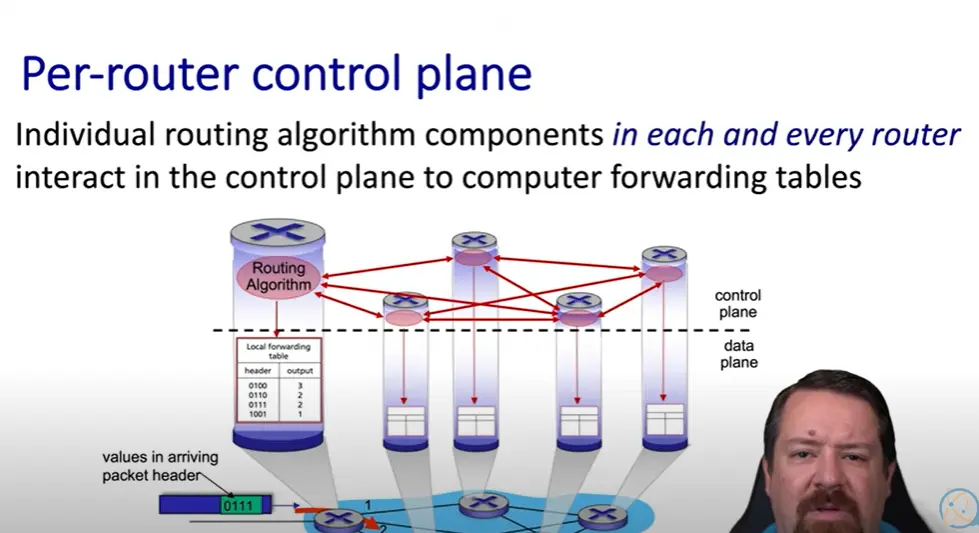 Per-router control plane
Individual routing algorithm components in each and every router
interact in the control plane to computer forwarding tables
Routing
Algorithm
control
plane
data
plane
Local forwarding
table
header output
0100 3
0110 2
0111 2
1001 1
values in arriving
packet header
0111
1
2